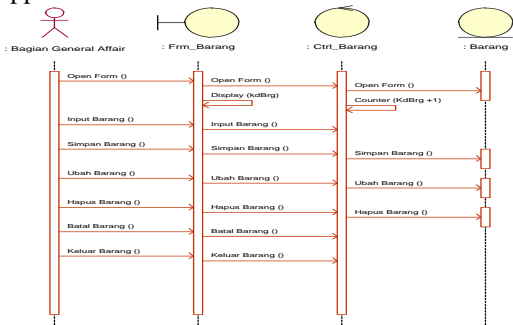 : Bagian General Affair
: Frm_Barang
: Ctrl_Barang
: Barang
Open Form ()
Open Form ()
Open Form ()
Display (kdBrg)
Counter (KdBrg +1)
Input Barang ()
Input Barang ()
Simpan Barang ()
Simpan Barang ()
Simpan Barang ()
Ubah Barang ()
Ubah Barang ()
Ubah Barang ()
Hapus Barang ()
Hapus Barang ()
Hapus Barang ()
Batal Barang ()
Batal Barang ()
Keluar Barang ()
Keluar Barang ()